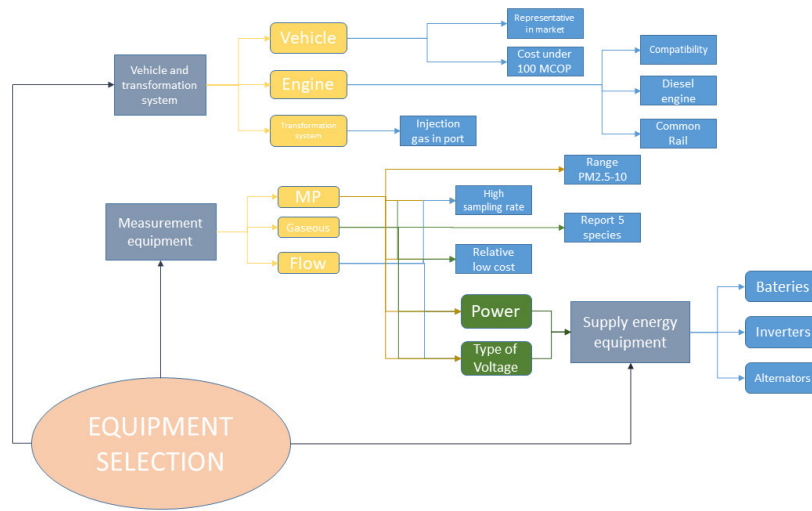 Vehicle and
transformation
system
Vehicle
Engine
Transformation
system
Representative
in market
Cost under
100 MCOP
Injection
gas in port
Compatibility
Diesel
engine
Common
Rail
Measurement
equipment
MP
Gaseous
Flow
Range
PM2.5-10
High
sampling rate
Report 5
species
Relative
low cost
Power
Type of
Voltage
Supply energy
equipment
Bateries
Inverters
Alternators
EQUIPMENT
SELECTION